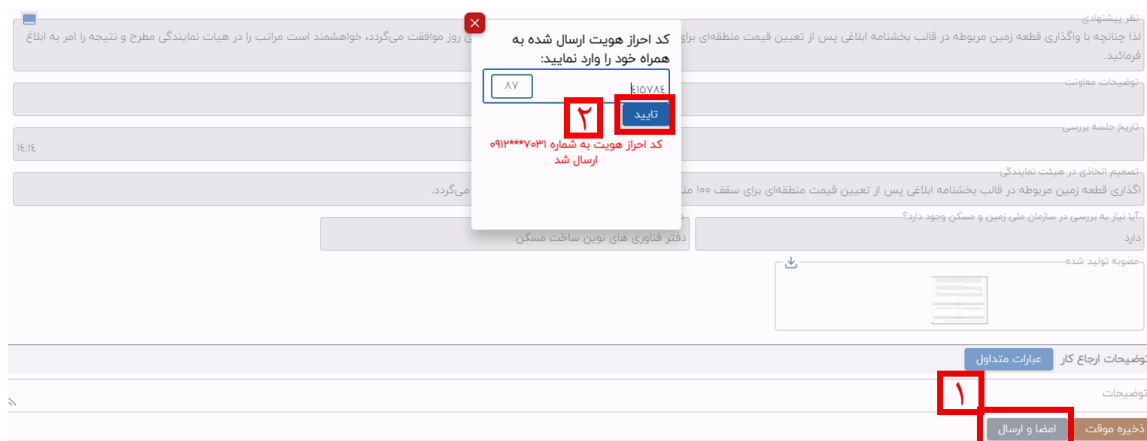 نظر پیشنهادی
لذا چنانچه با واگذاری قطعه زمین مربوطه در قالب بخشنامه ابلاغی پس از تعیین قیمت منطقه‌ای برای
ی روز موافقت می‌گردد، خواهشمند است مراتب را در هیات نمایندگی مطرح و نتیجه را امر به ابلاغ
فرمائید.
کد احراز هویت ارسال شده به
همراه خود را وارد نمایید:
٤١٥٧٨٤
٨٧
تایید
٢
کد احراز هویت به شماره ۰۹۱۲***۷۰۳۱
ارسال شد
توضیحات معاونت
تاریخ جلسه بررسی
١٤:١٤
تصمیم اتخاذی در هیئت نمایندگی
اگذاری قطعه زمین مربوطه در قالب بخشنامه ابلاغی پس از تعیین قیمت منطقه‌ای برای سقف ۱۰۰ مت
می‌گردد.
آیا نیاز به بررسی در سازمان ملی زمین و مسکن وجود دارد؟
دارد
دفتر فناوری های نوین ساخت مسکن
مصوبه تولید شده
توضیحات ارجاع کار
عبارات متداول
توضیحات
١
ذخیره موقت
امضا و ارسال